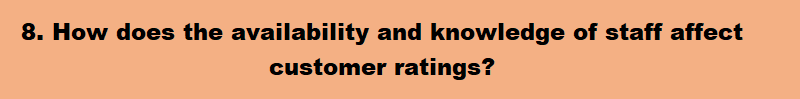 8. How does the availability and knowledge of staff affect
customer ratings?